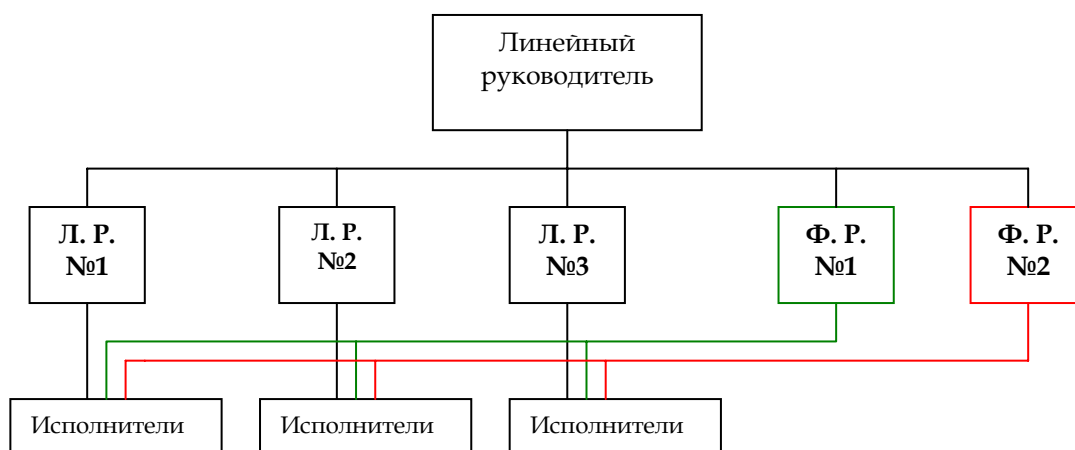 Линейный
руководитель
Л. Р.
№1
Л. Р.
№2
Л. Р.
№3
Ф. Р.
№1
Ф. Р.
№2
Исполнители
Исполнители
Исполнители